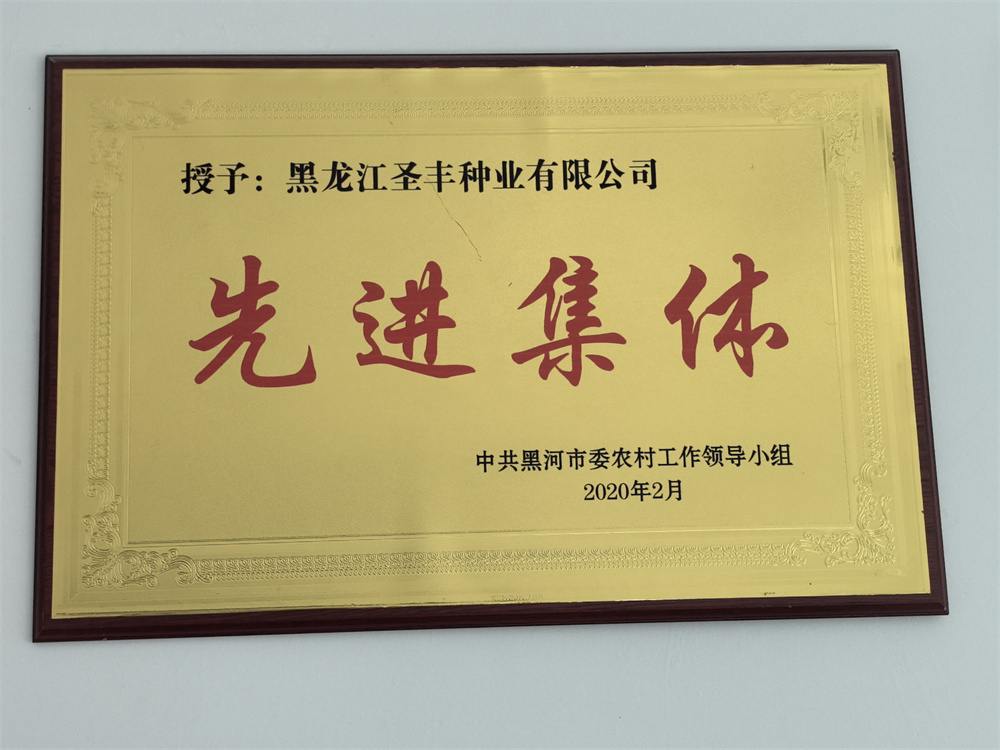 授予：黑龙江圣丰种业有限公司
先进集体
中共黑河市委农村工作领导小组
2020年2月